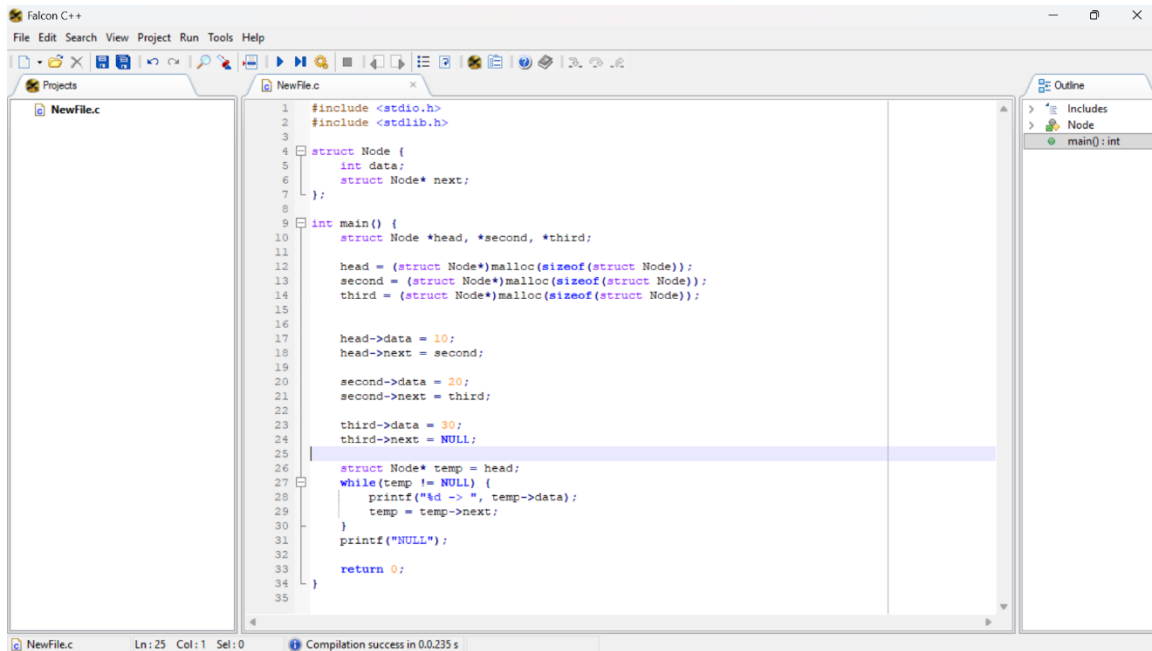 Falcon C++
File Edit Search View Project Run Tools Help
Projects
NewFile.c
Outline
NewFile.c
Includes
Node
main() : int
1 #include <stdio.h>
2 #include <stdlib.h>
3
4 struct Node {
5 int data;
6 struct Node* next;
7 };
8
9 int main() {
10 struct Node *head, *second, *third;
11
12 head = (struct Node*)malloc(sizeof(struct Node));
13 second = (struct Node*)malloc(sizeof(struct Node));
14 third = (struct Node*)malloc(sizeof(struct Node));
15
16
17 head->data = 10;
18 head->next = second;
19
20 second->data = 20;
21 second->next = third;
22
23 third->data = 30;
24 third->next = NULL;
25
26 struct Node* temp = head;
27 while(temp != NULL) {
28 printf("%d -> ", temp->data);
29 temp = temp->next;
30 }
31 printf("NULL");
32
33 return 0;
34 }
35
NewFile.c Ln : 25 Col : 1 Sel : 0 Compilation success in 0.0.235 s